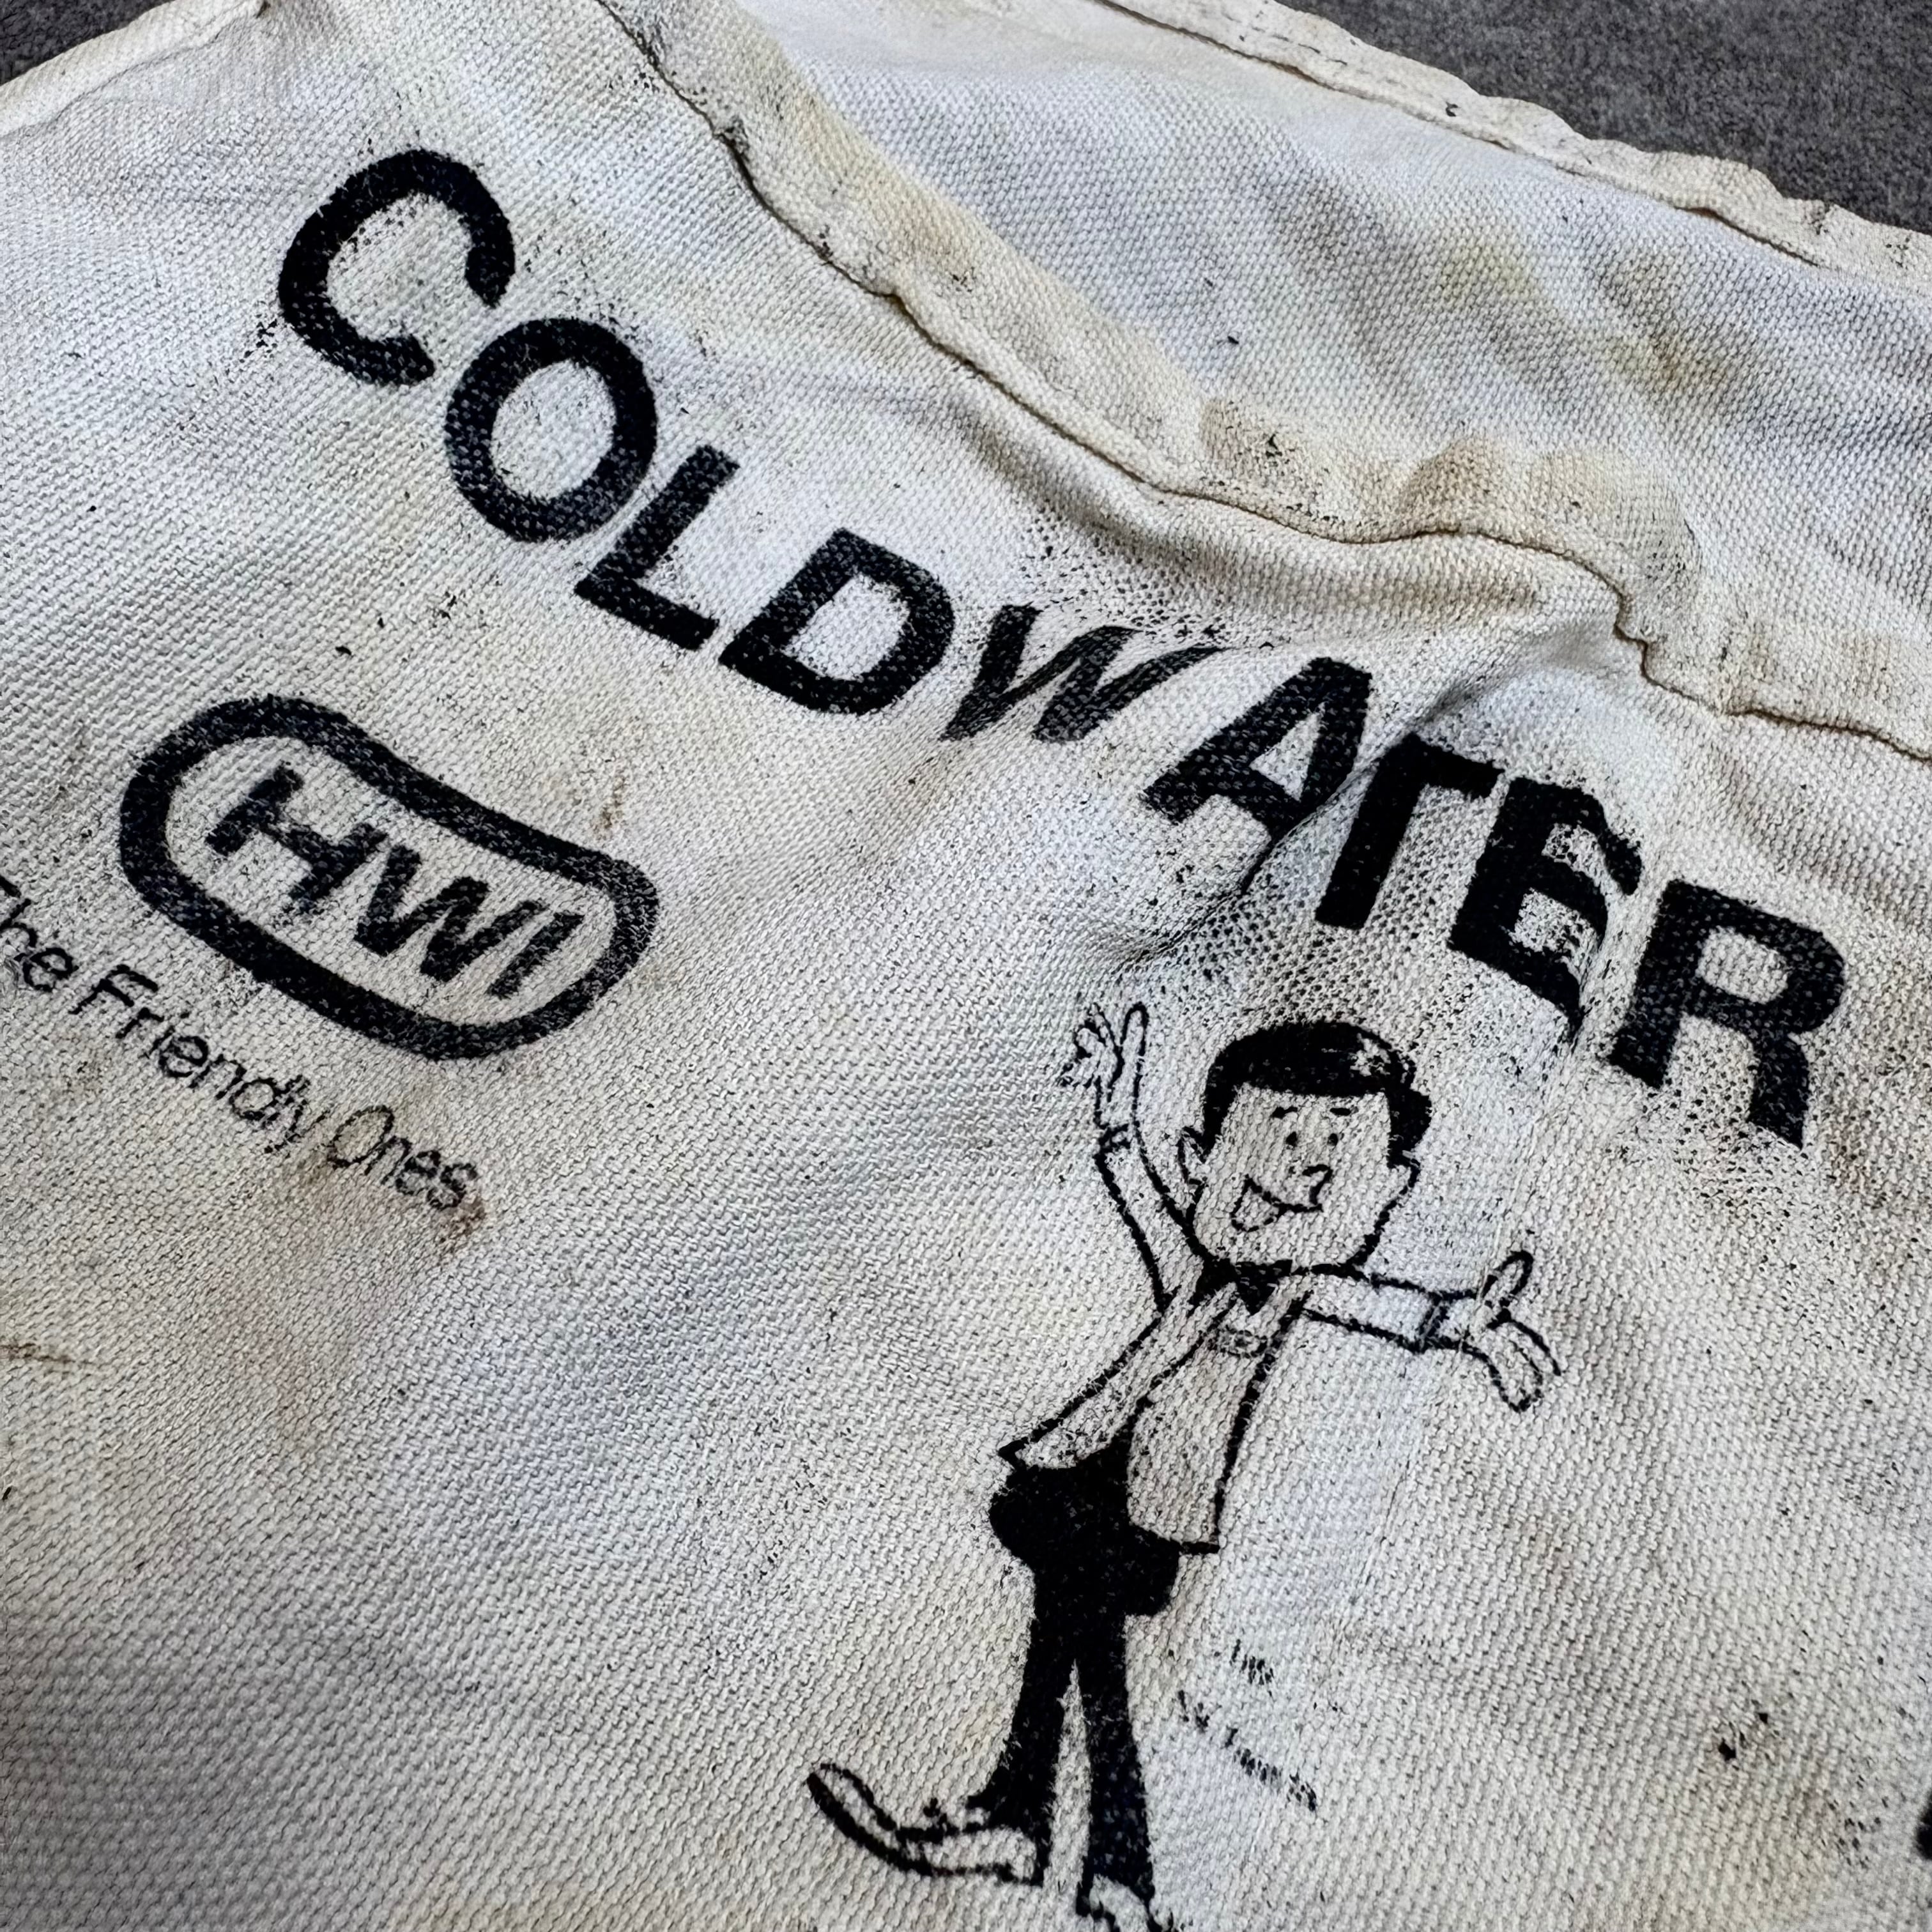 COLDWATER
HWI
The Friendly Ones